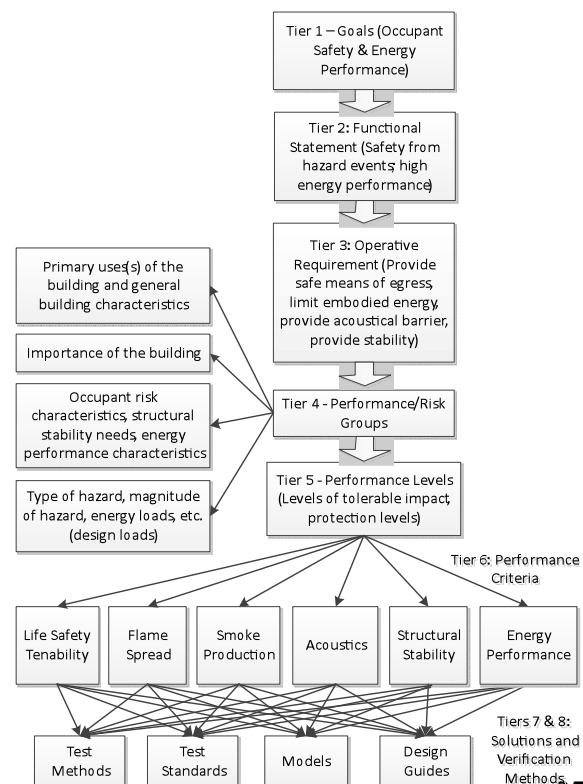 Tier 1 – Goals (Occupant
Safety & Energy
Performance)
Tier 2: Functional
Statement (Safety from
hazard events; high
energy performance)
Tier 3: Operative
Requirement (Provide
safe means of egress,
limit embodied energy,
provide acoustical barrier,
provide stability)
Primary uses(s) of the
building and general
building characteristics
Importance of the building
Occupant risk
characteristics, structural
stability needs, energy
performance characteristics
Type of hazard, magnitude
of hazard, energy loads, etc.
(design loads)
Tier 4 - Performance/Risk
Groups
Tier 5 - Performance Levels
(Levels of tolerable impact,
protection levels)
Tier 6: Performance
Criteria
Life Safety
Tenability
Flame
Spread
Smoke
Production
Acoustics
Structural
Stability
Energy
Performance
Tiers 7 & 8:
Solutions and
Verification
Methods
Test
Methods
Test
Standards
Models
Design
Guides